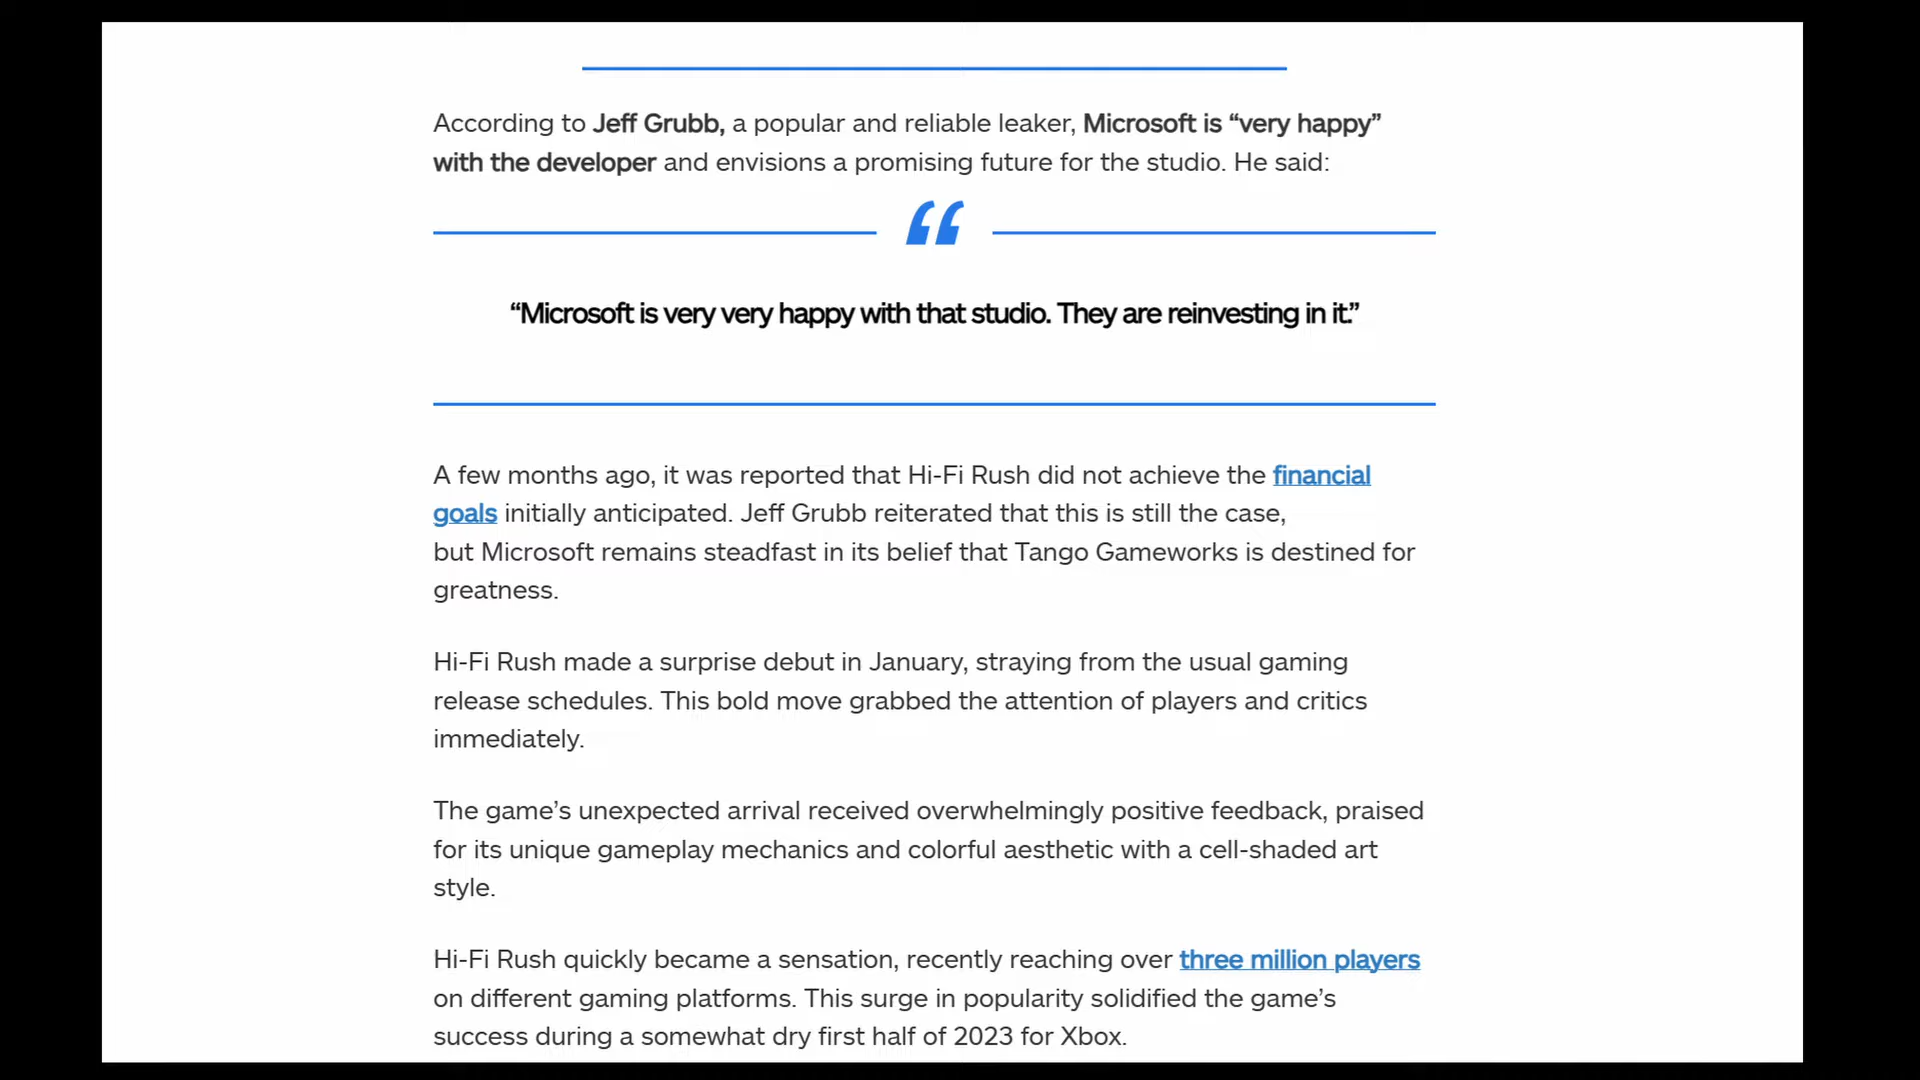 According to Jeff Grubb, a popular and reliable leaker, Microsoft is “very happy”
with the developer and envisions a promising future for the studio. He said:
“
“Microsoft is very very happy with that studio. They are reinvesting in it.”
A few months ago, it was reported that Hi-Fi Rush did not achieve the financial
goals initially anticipated. Jeff Grubb reiterated that this is still the case,
but Microsoft remains steadfast in its belief that Tango Gameworks is destined for
greatness.
Hi-Fi Rush made a surprise debut in January, straying from the usual gaming
release schedules. This bold move grabbed the attention of players and critics
immediately.
The game’s unexpected arrival received overwhelmingly positive feedback, praised
for its unique gameplay mechanics and colorful aesthetic with a cell-shaded art
style.
Hi-Fi Rush quickly became a sensation, recently reaching over three million players
on different gaming platforms. This surge in popularity solidified the game’s
success during a somewhat dry first half of 2023 for Xbox.